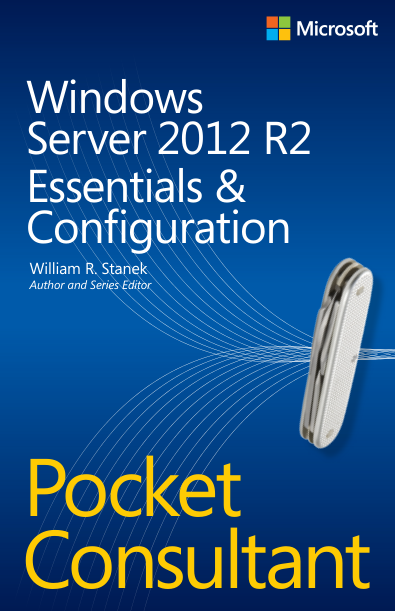 Microsoft
Windows
Server 2012 R2
Essentials &
Configuration
William R. Stanek
Author and Series Editor
Pocket
Consultant